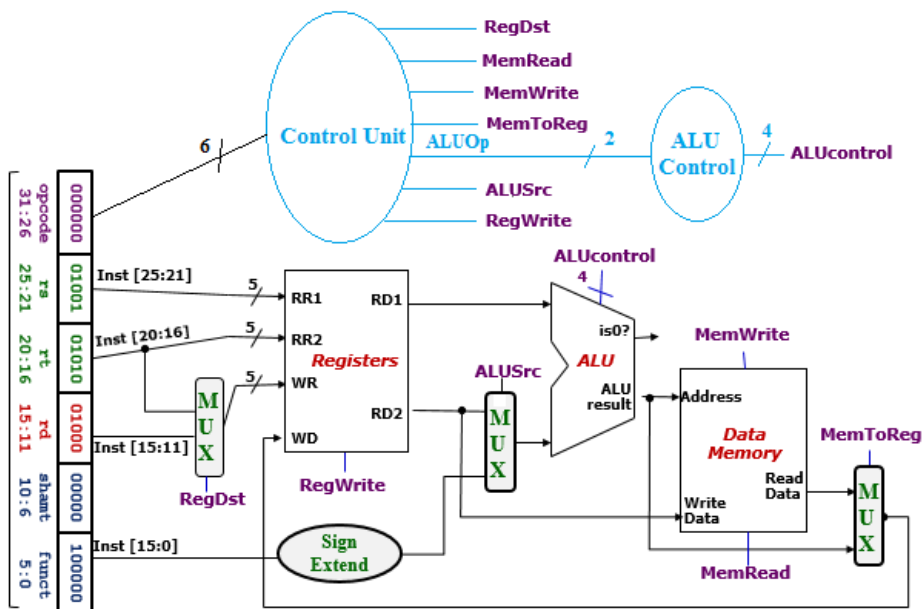 RegDst
MemRead
MemWrite
MemToReg
Control Unit
ALUOp
2
ALU
Control
4
ALUcontrol
6
ALUSrc
RegWrite
opcode
31:26
000000
rs
25:21
01001
rt
20:16
01010
rd
15:11
01000
shamt
10:6
00000
funct
5:0
100000
Inst [25:21]
5
RR1
Inst [20:16]
5
RR2
5
WR
WD
Registers
RD1
RD2
RegWrite
MUX
Inst [15:11]
RegDst
Inst [15:0]
Sign
Extend
ALUSrc
MUX
ALUcontrol
4
is0?
ALU
ALU
result
MemWrite
Address
Data
Memory
Read
Data
Write
Data
MemRead
MemToReg
MUX